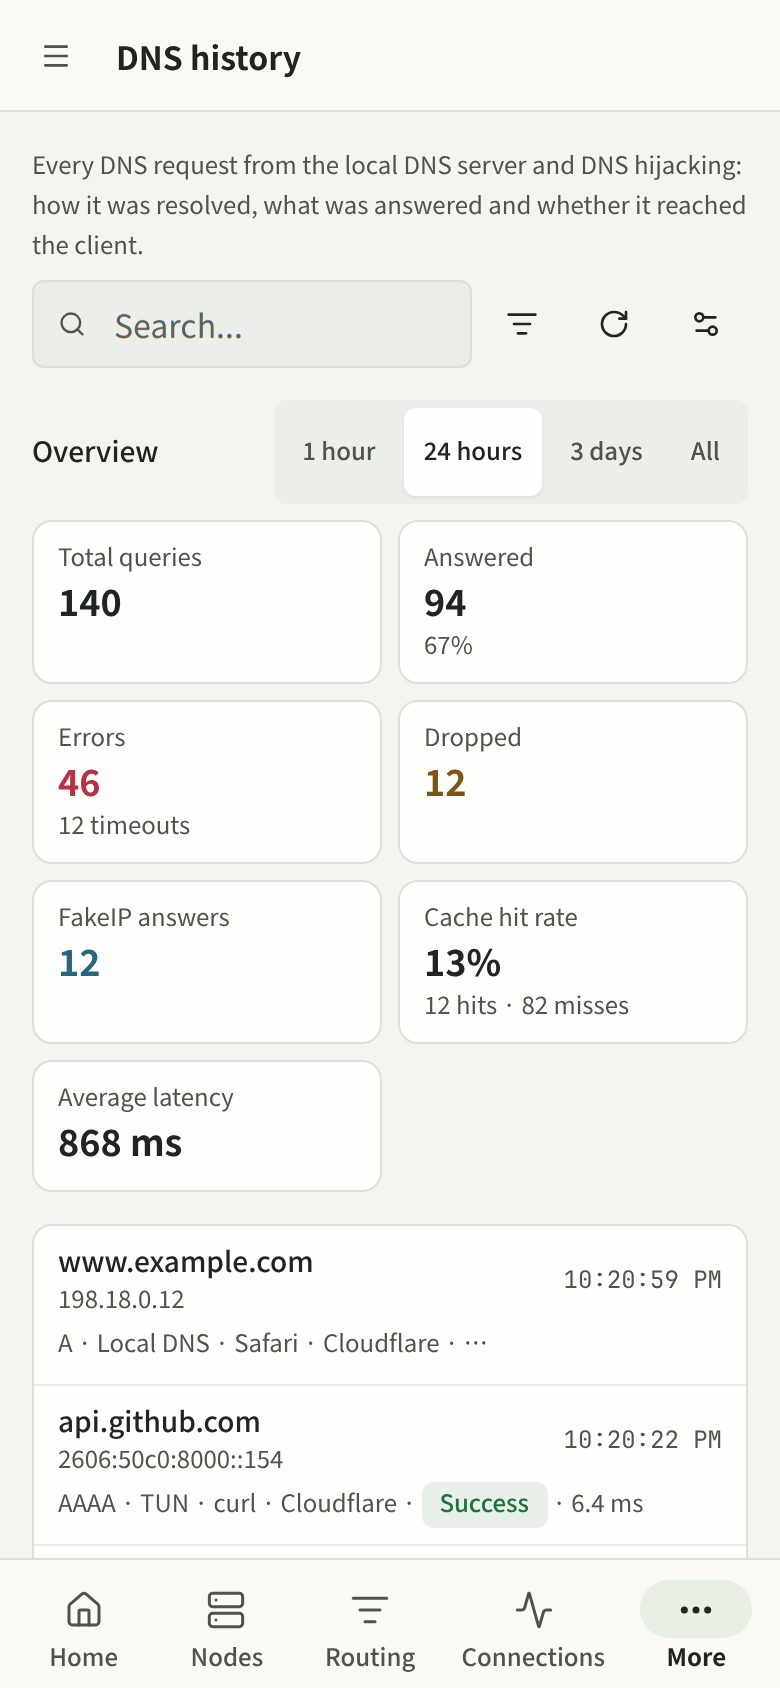 DNS history
Every DNS request from the local DNS server and DNS hijacking:
how it was resolved, what was answered and whether it reached
the client.
Search...
Overview
1 hour
24 hours
3 days
All
Total queries
140
Answered
94
67%
Errors
46
12 timeouts
Dropped
12
FakeIP answers
12
Cache hit rate
13%
12 hits · 82 misses
Average latency
868 ms
www.example.com
10:20:59 PM
198.18.0.12
A · Local DNS · Safari · Cloudflare · ···
api.github.com
10:20:22 PM
2606:50c0:8000::154
AAAA · TUN · curl · Cloudflare · Success · 6.4 ms
Home
Nodes
Routing
Connections
More